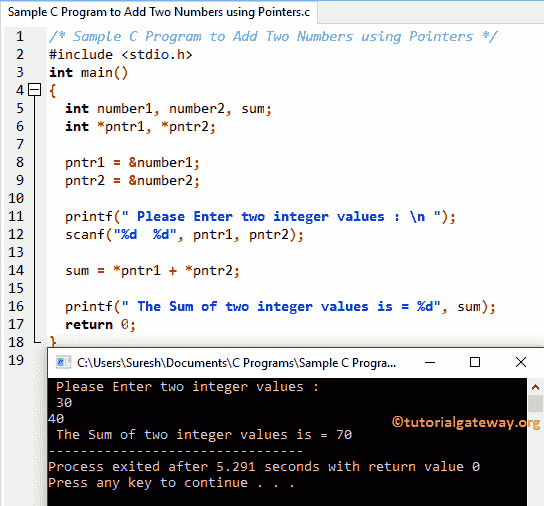 Sample C Program to Add Two Numbers using Pointers.c
1 /* Sample C Program to Add Two Numbers using Pointers */
2 #include <stdio.h>
3 int main()
4 {
5 int number1, number2, sum;
6 int *pntr1, *pntr2;
7
8 pntr1 = &number1;
9 pntr2 = &number2;
10
11 printf(" Please Enter two integer values : \n ");
12 scanf("%d  %d", pntr1, pntr2);
13
14 sum = *pntr1 + *pntr2;
15
16 printf(" The Sum of two integer values is = %d", sum);
17 return 0;
18 }
19
C:\Users\Suresh\Documents\C Programs\Sample C Progra...
Please Enter two integer values :
30
40
©tutorialgateway.org
The Sum of two integer values is = 70
--------------------------------
Process exited after 5.291 seconds with return value 0
Press any key to continue . . .